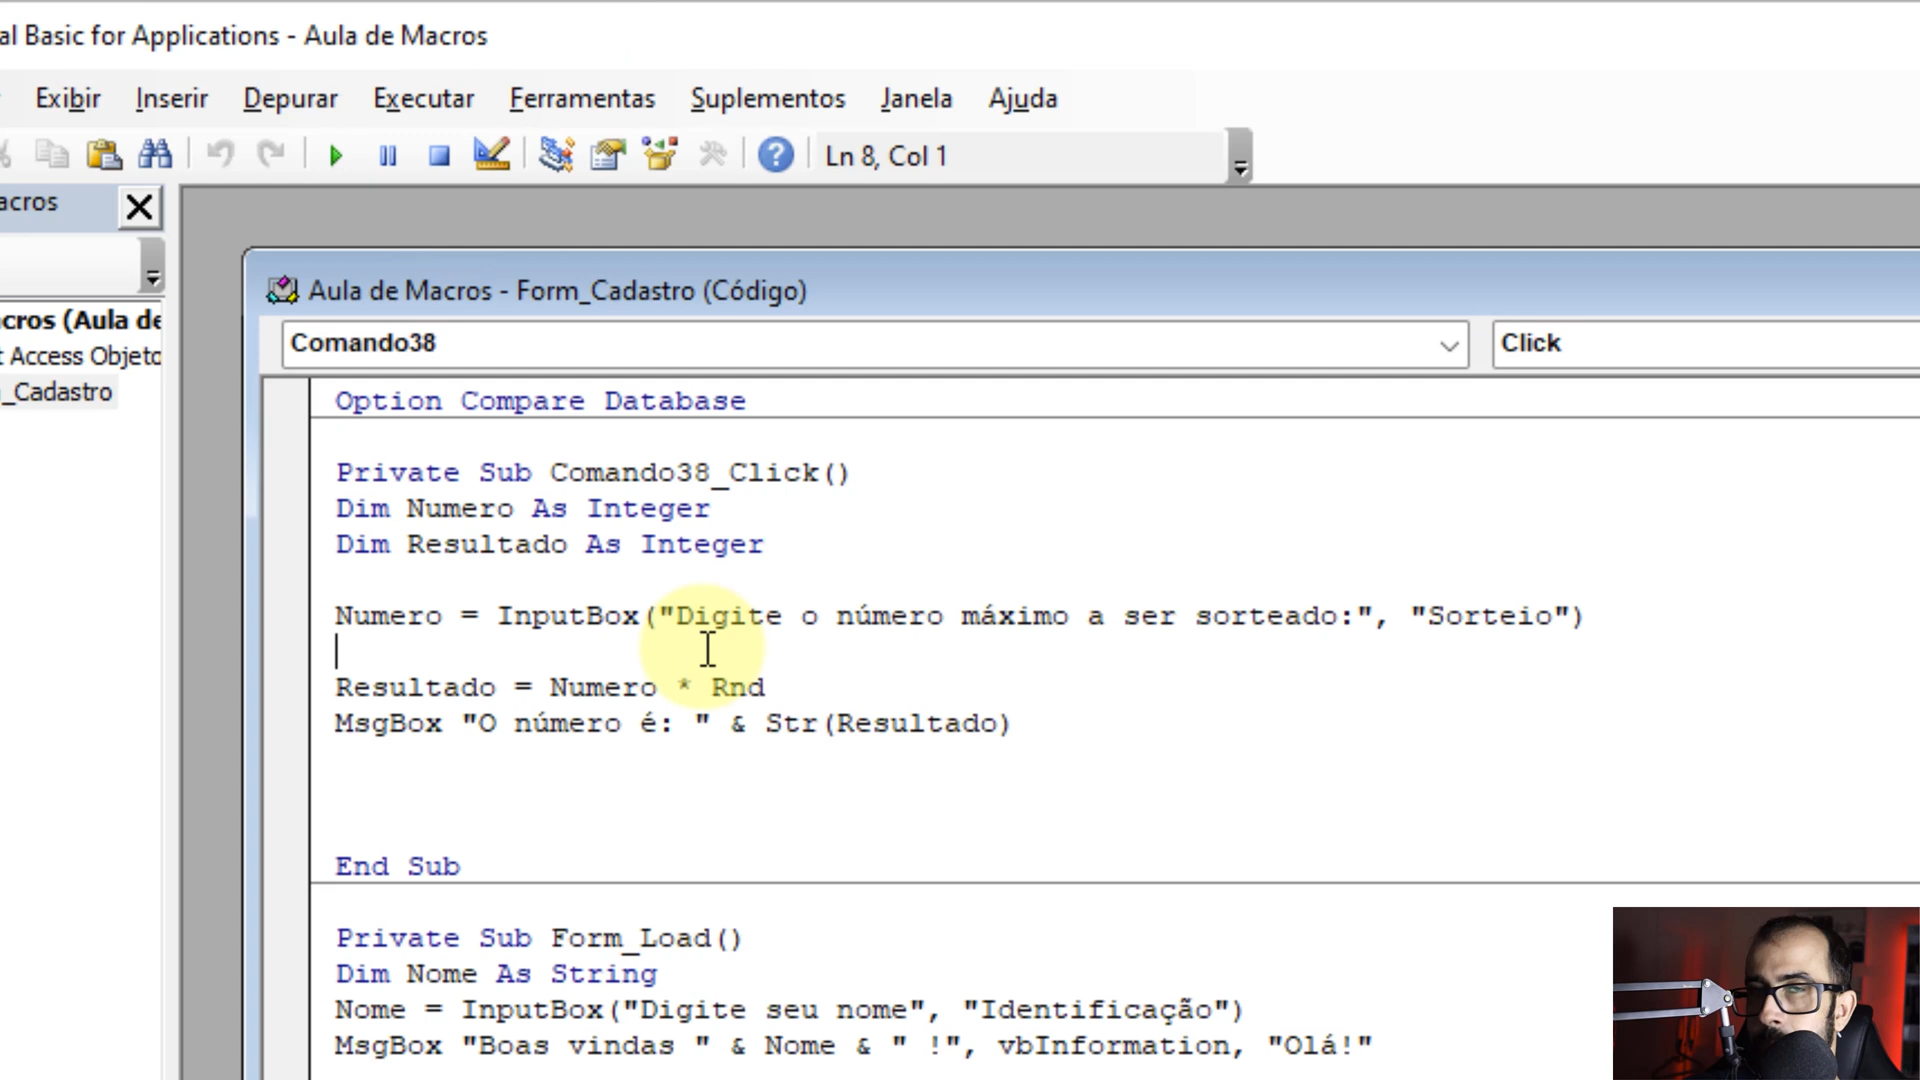 al Basic for Applications - Aula de Macros
Exibir Inserir Depurar Executar Ferramentas Suplementos Janela Ajuda
Ln 8, Col 1
acros
Aula de Macros - Form_Cadastro (Código)
cros (Aula de
Comando38 Click
t Access Objeto
_Cadastro
Option Compare Database
Private Sub Comando38_Click()
Dim Numero As Integer
Dim Resultado As Integer
Numero = InputBox("Digite o número máximo a ser sorteado:", "Sorteio")
Resultado = Numero * Rnd
MsgBox "O número é: " & Str(Resultado)
End Sub
Private Sub Form_Load()
Dim Nome As String
Nome = InputBox("Digite seu nome", "Identificação")
MsgBox "Boas vindas " & Nome & " !", vbInformation, "Olá!"